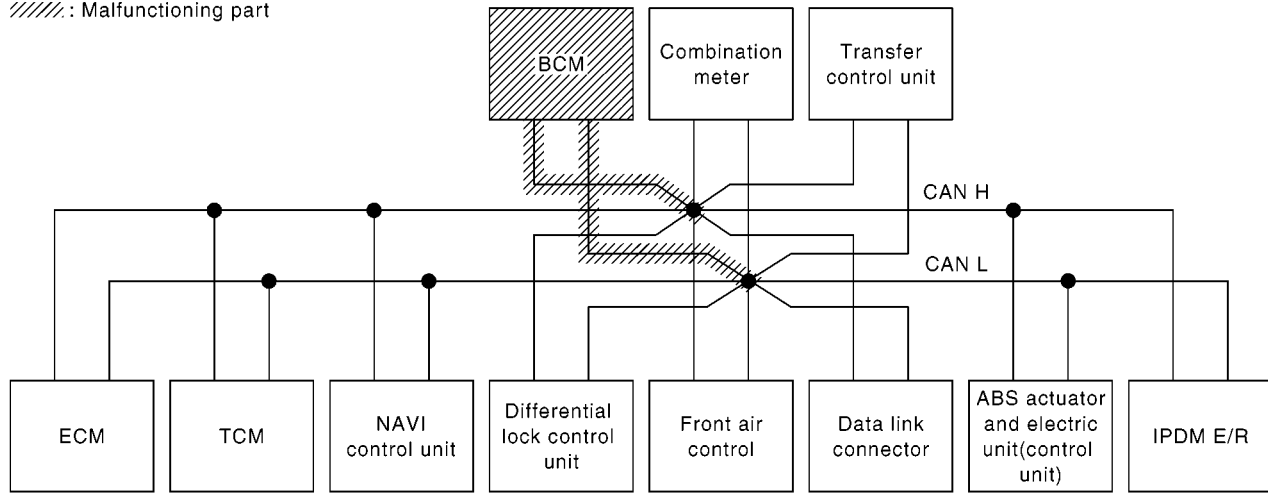 : Malfunctioning part
BCM
Combination
meter
Transfer
control unit
CAN H
CAN L
ECM
TCM
NAVI
control unit
Differential
lock control
unit
Front air
control
Data link
connector
ABS actuator
and electric
unit(control
unit)
IPDM E/R